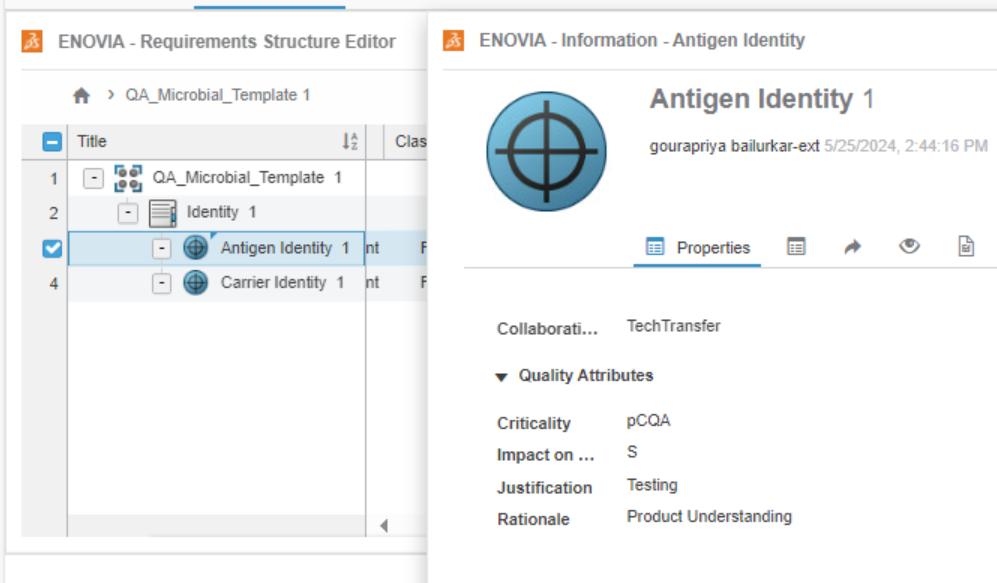 ENOVIA - Requirements Structure Editor
QA_Microbial_Template 1
Title
Clas
1
QA_Microbial_Template 1
2
Identity 1
Antigen Identity 1
nt
F
4
Carrier Identity 1
nt
F
ENOVIA - Information - Antigen Identity
Antigen Identity 1
gourapriya bailurkar-ext 5/25/2024, 2:44:16 PM
Properties
Collaborati... TechTransfer
Quality Attributes
Criticality pCQA
Impact on ... S
Justification Testing
Rationale Product Understanding